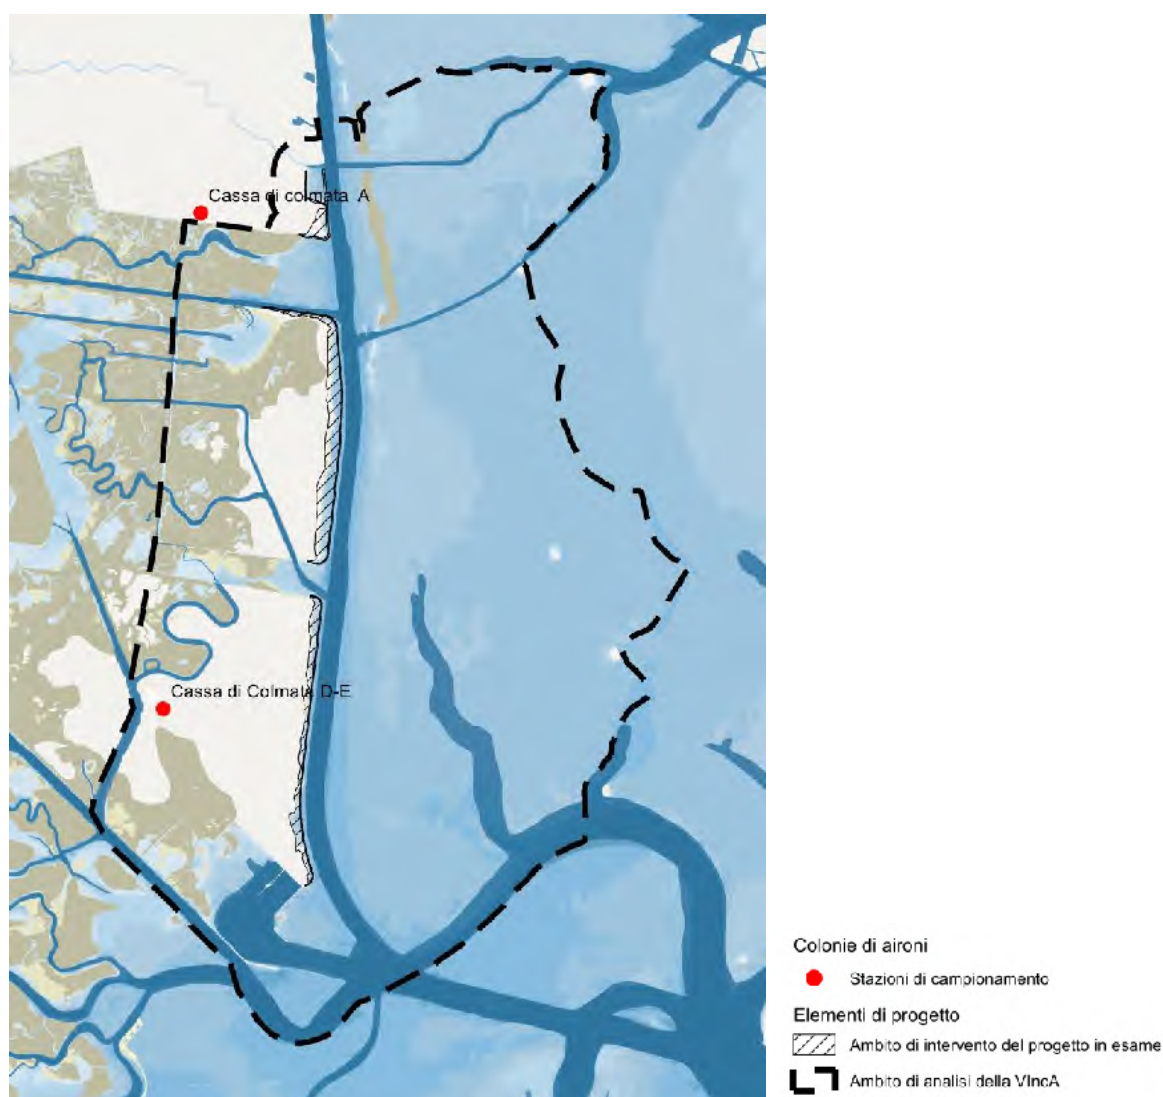 Cassa di colmata A
Cassa di Colmata D-E
Colonie di aironi
Stazioni di campionamento
Elementi di progetto
Ambito di intervento del progetto in esame
Ambito di analisi della VIncA